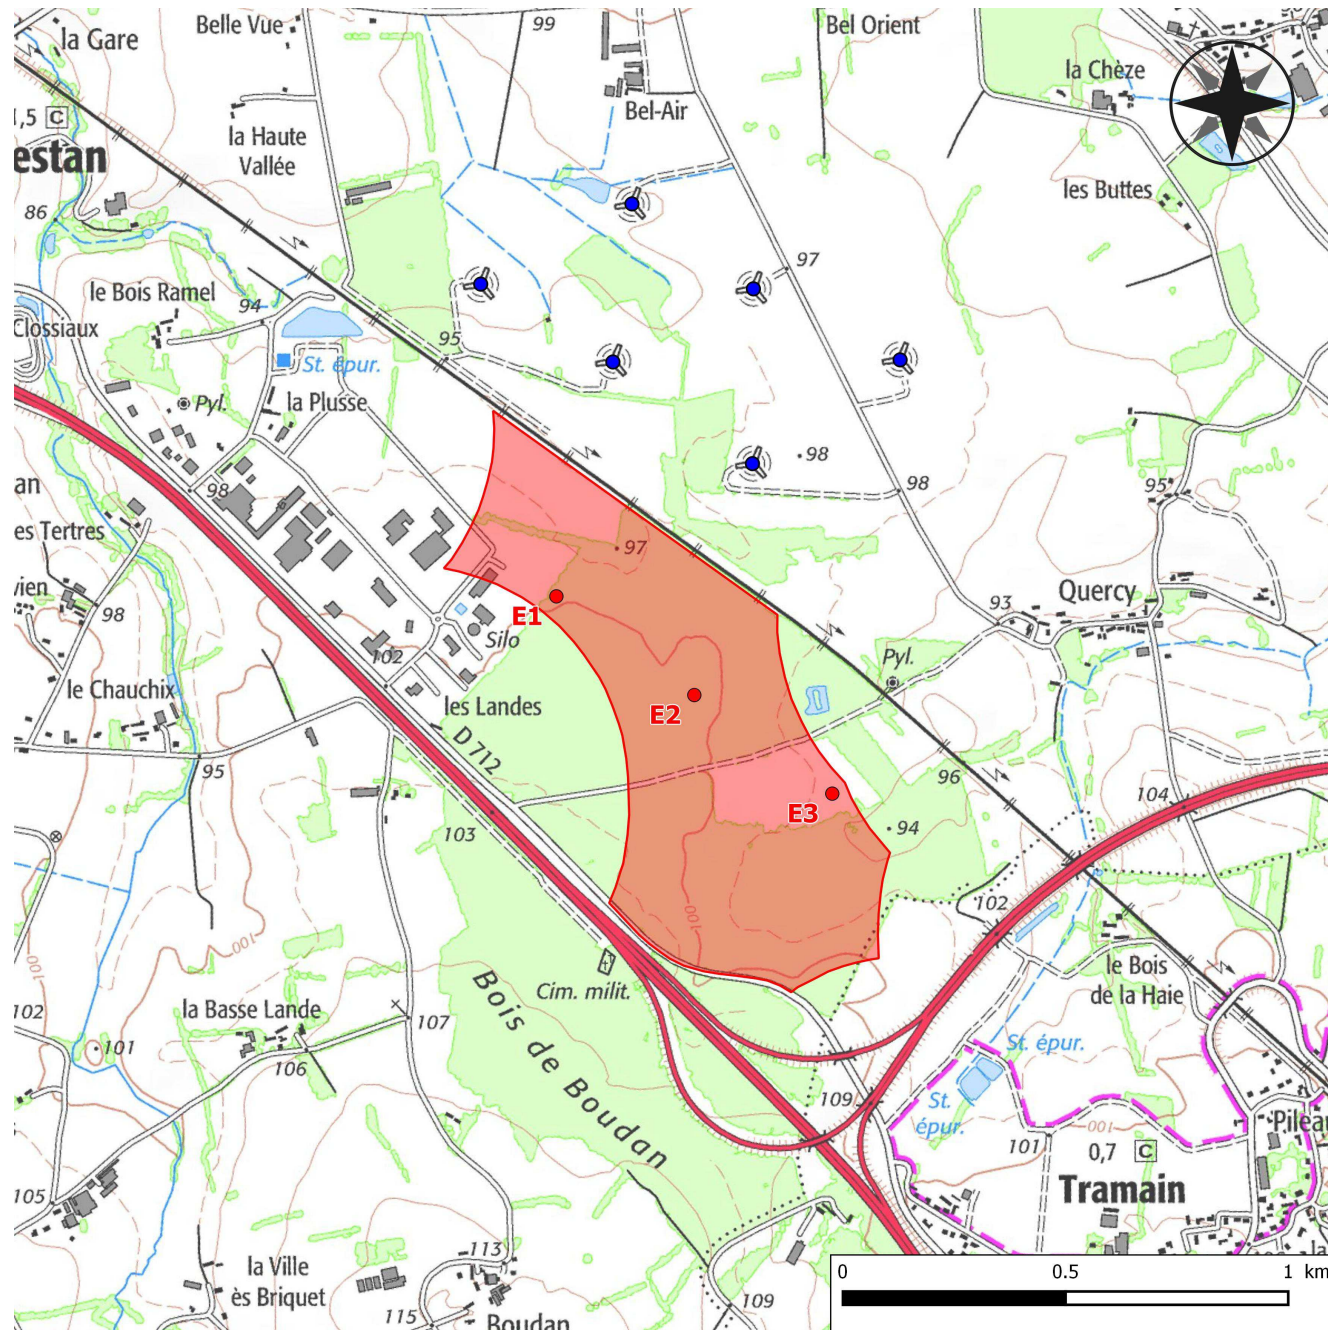 la Gare
Belle Vue
99
Bel Orient
la Chèze
1,5 C
Bel-Air
la Haute
Vallée
estan
les Buttes
86
97
le Bois Ramel
94
Clossiaux
95
St. épur.
Pyl.
la Plusse
98
98
98
an
95
es Tertres
97
vien
98
E1
Quercy
93
Silo
102
Pyl.
le Chauchix
les Landes
E2
D 712
95
96
104
103
E3
94
102
100
100
Cim. milit.
le Bois
de la Haie
102
la Basse Lande
107
101
106
Bois de Boudan
St. épur.
109
St.
épur.
100
101
0,7 C
Pilea
105
Tramain
113
la Ville
ès Briquet
109
115
Boudan
la
0 0.5 1 km